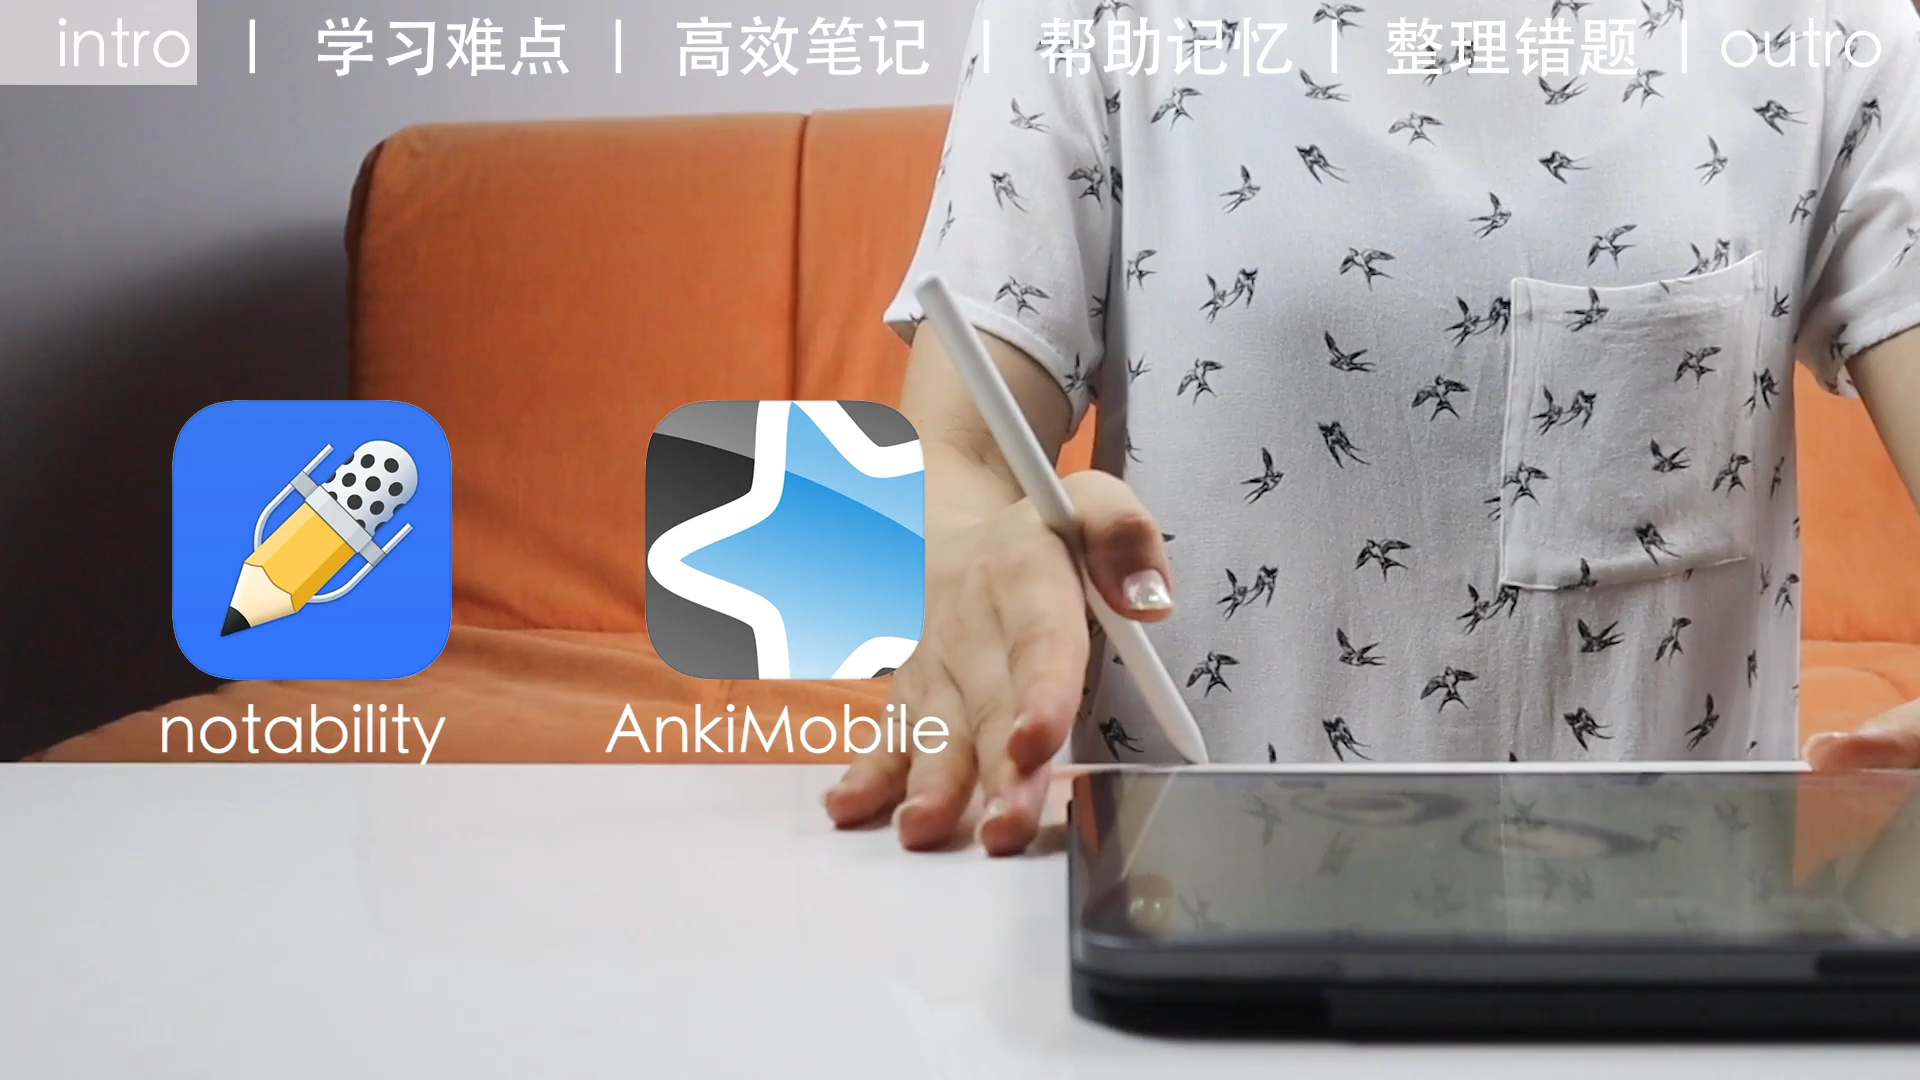 intro | 学习难点 | 高效笔记 | 帮助记忆 | 整理错题 | outro
notability AnkiMobile